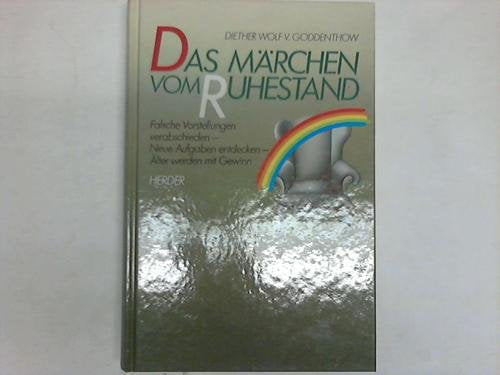 DIETHER WOLF V. GODDENTHOW
DAS MÄRCHEN
VOM RUHESTAND
Falsche Vorstellungen
verabschieden –
Neue Aufgaben entdecken –
Älter werden mit Gewinn
HERDER